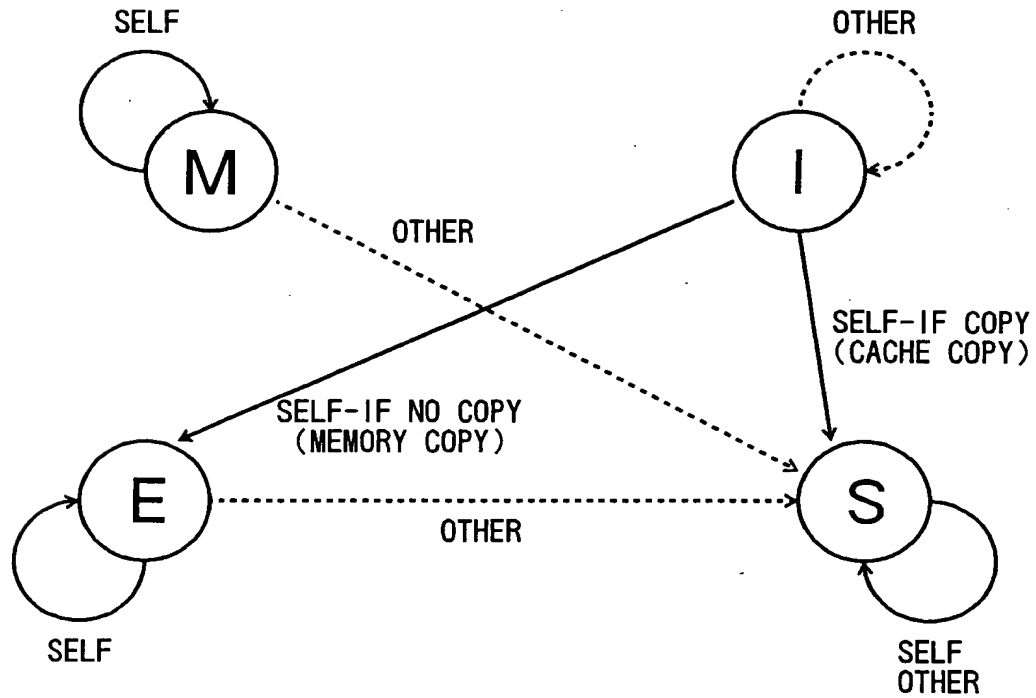 SELF
OTHER
M
I
OTHER
SELF-IF COPY
(CACHE COPY)
SELF-IF NO COPY
(MEMORY COPY)
E
S
OTHER
SELF
SELF
OTHER